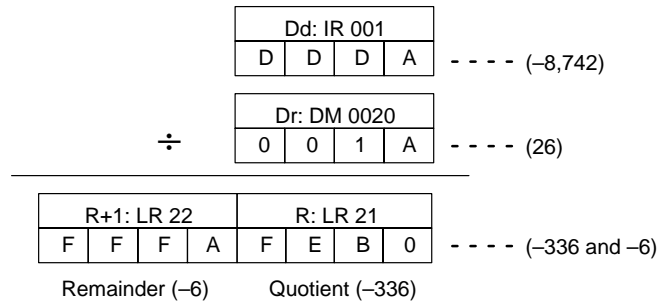 Dd: IR 001
D D D A - - - - (–8,742)
Dr: DM 0020
÷ 0 0 1 A - - - - (26)
R+1: LR 22 R: LR 21
F F F A F E B 0 - - - - (–336 and –6)
Remainder (–6) Quotient (–336)